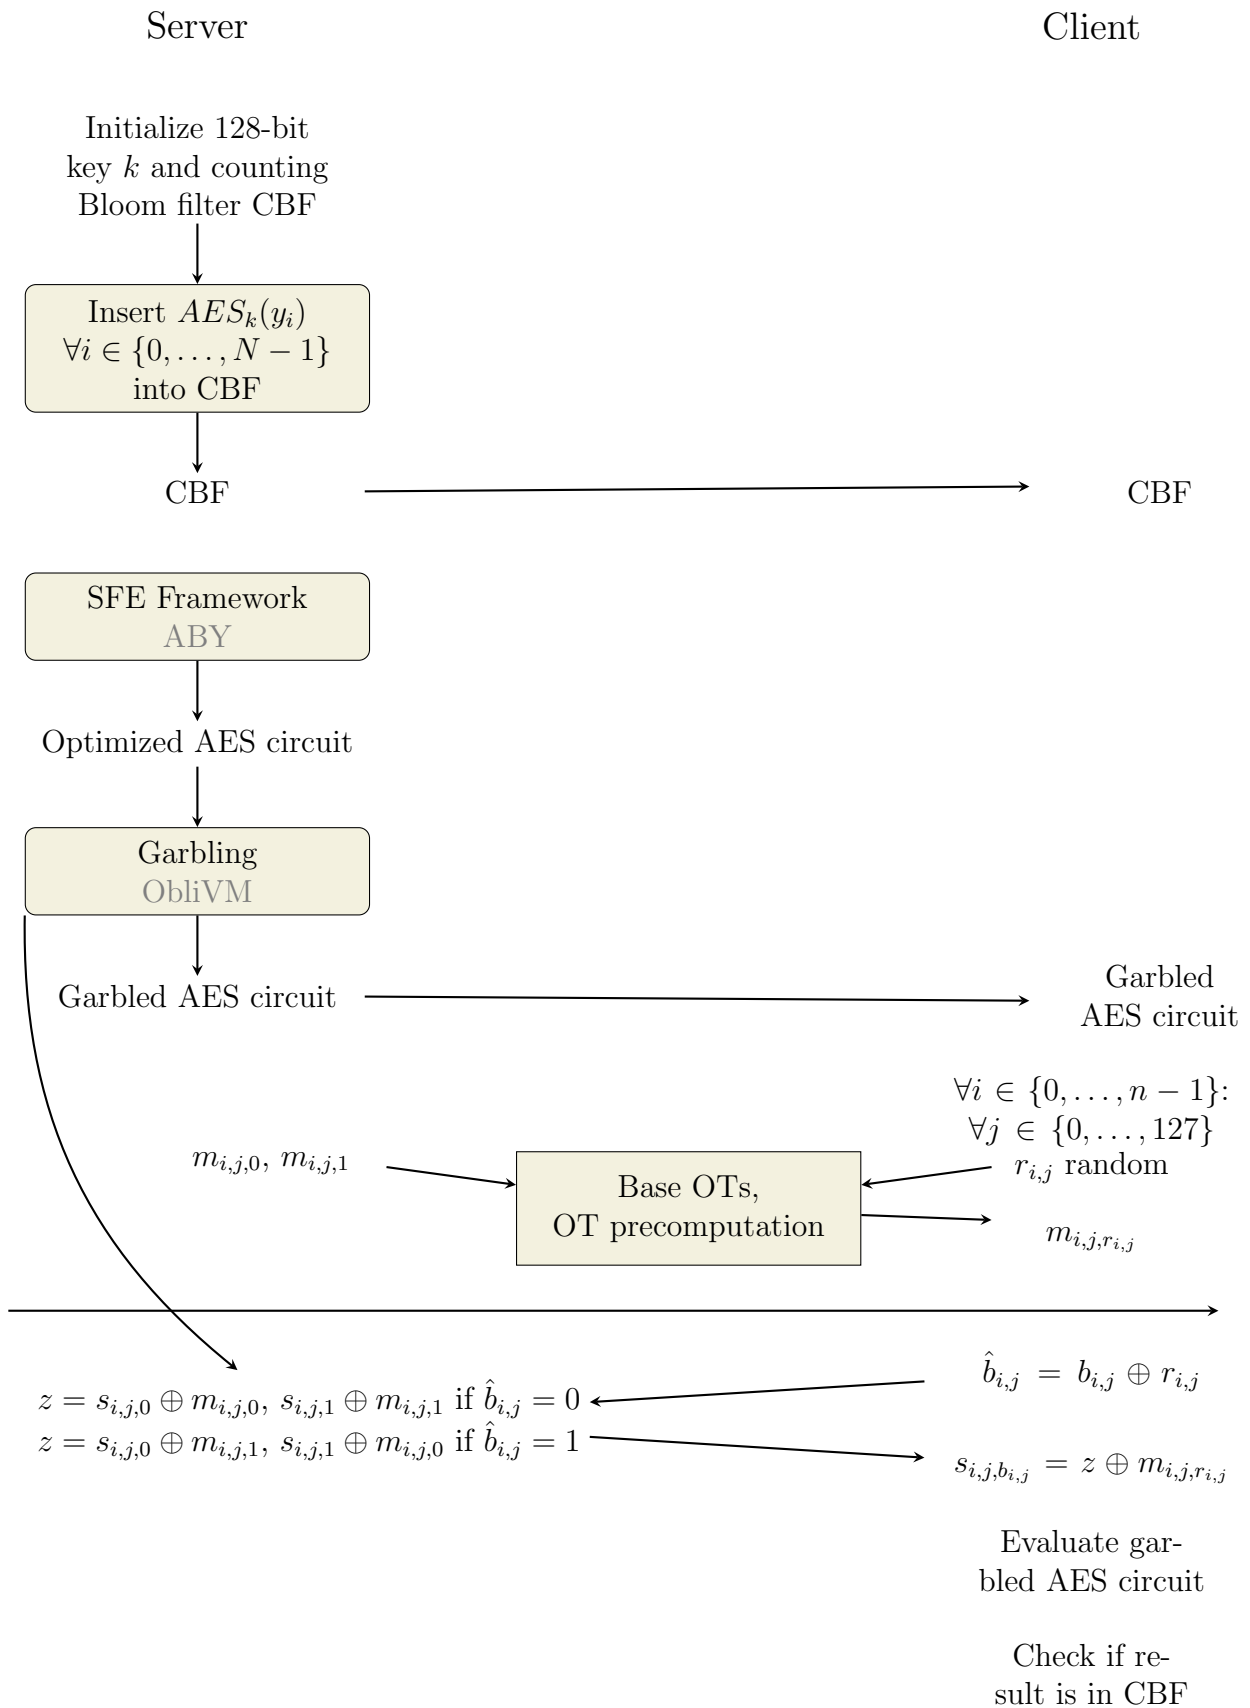 Server
Client
Initialize 128-bit
key k and counting
Bloom filter CBF
Insert AES_k(y_i)
∀i ∈ {0, . . . , N − 1}
into CBF
CBF
CBF
SFE Framework
ABY
Optimized AES circuit
Garbling
ObliVM
Garbled AES circuit
Garbled
AES circuit
∀i ∈ {0, . . . , n − 1}:
∀j ∈ {0, . . . , 127}
r_{i,j} random
m_{i,j,0}, m_{i,j,1}
Base OTs,
OT precomputation
m_{i,j,r_{i,j}}
b̂_{i,j} = b_{i,j} ⊕ r_{i,j}
z = s_{i,j,0} ⊕ m_{i,j,0}, s_{i,j,1} ⊕ m_{i,j,1} if b̂_{i,j} = 0
z = s_{i,j,0} ⊕ m_{i,j,1}, s_{i,j,1} ⊕ m_{i,j,0} if b̂_{i,j} = 1
s_{i,j,b_{i,j}} = z ⊕ m_{i,j,r_{i,j}}
Evaluate gar-
bled AES circuit
Check if re-
sult is in CBF